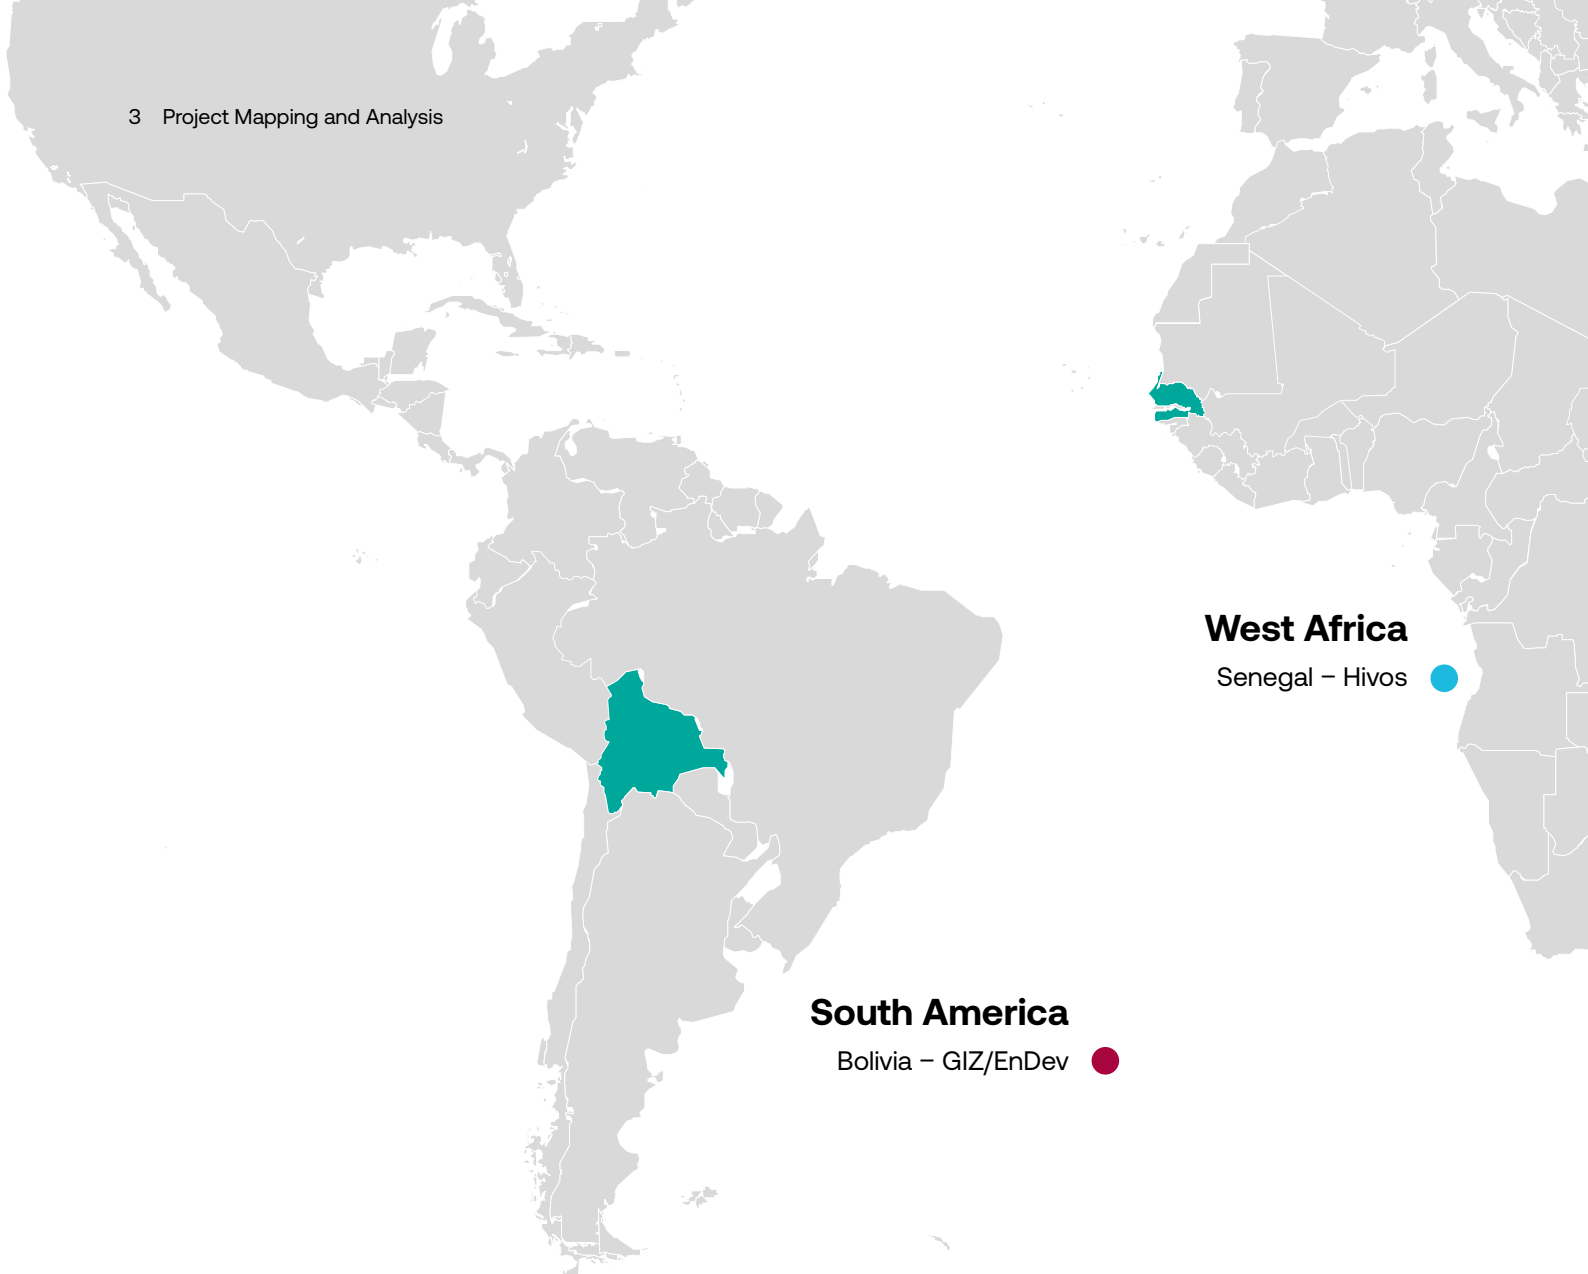 3 Project Mapping and Analysis
West Africa
Senegal – Hivos
South America
Bolivia – GIZ/EnDev